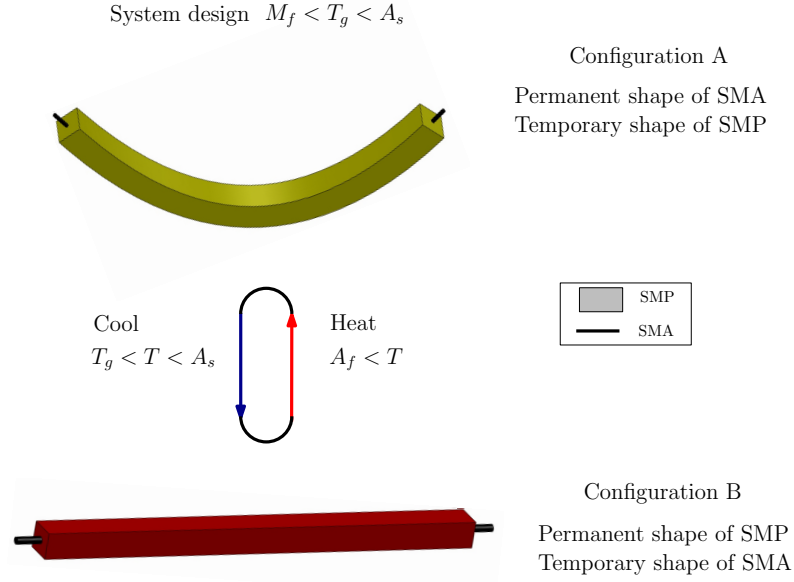 System design M_f < T_g < A_s
Configuration A
Permanent shape of SMA
Temporary shape of SMP
Cool
T_g < T < A_s
Heat
A_f < T
SMP
SMA
Configuration B
Permanent shape of SMP
Temporary shape of SMA